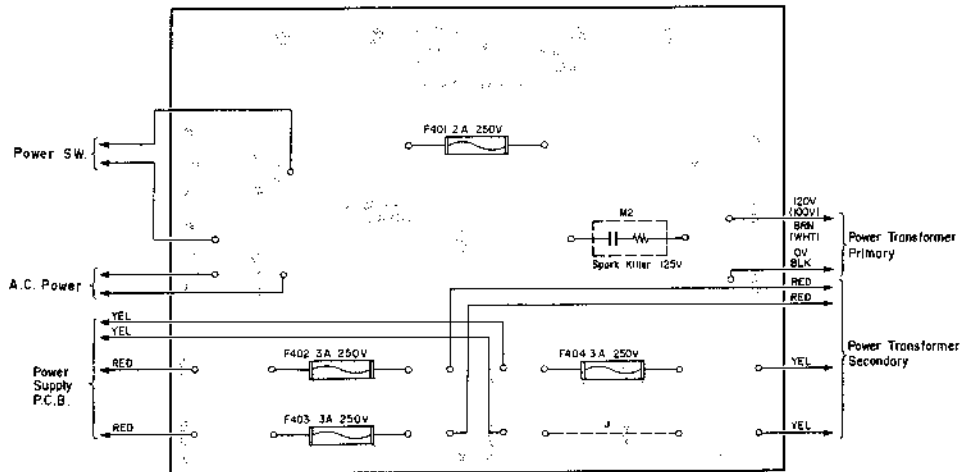 F401 2A 250V
Power SW.
120V
(100V)
BRN
(WHT)
M2
Power Transformer
Primary
Spark Killer 125V
0V
BLK
A.C. Power
RED
RED
YEL
YEL
Power
Supply
P.C.B.
RED
F402 3A 250V
F404 3A 250V
YEL
Power Transformer
Secondary
RED
F403 3A 250V
J
YEL